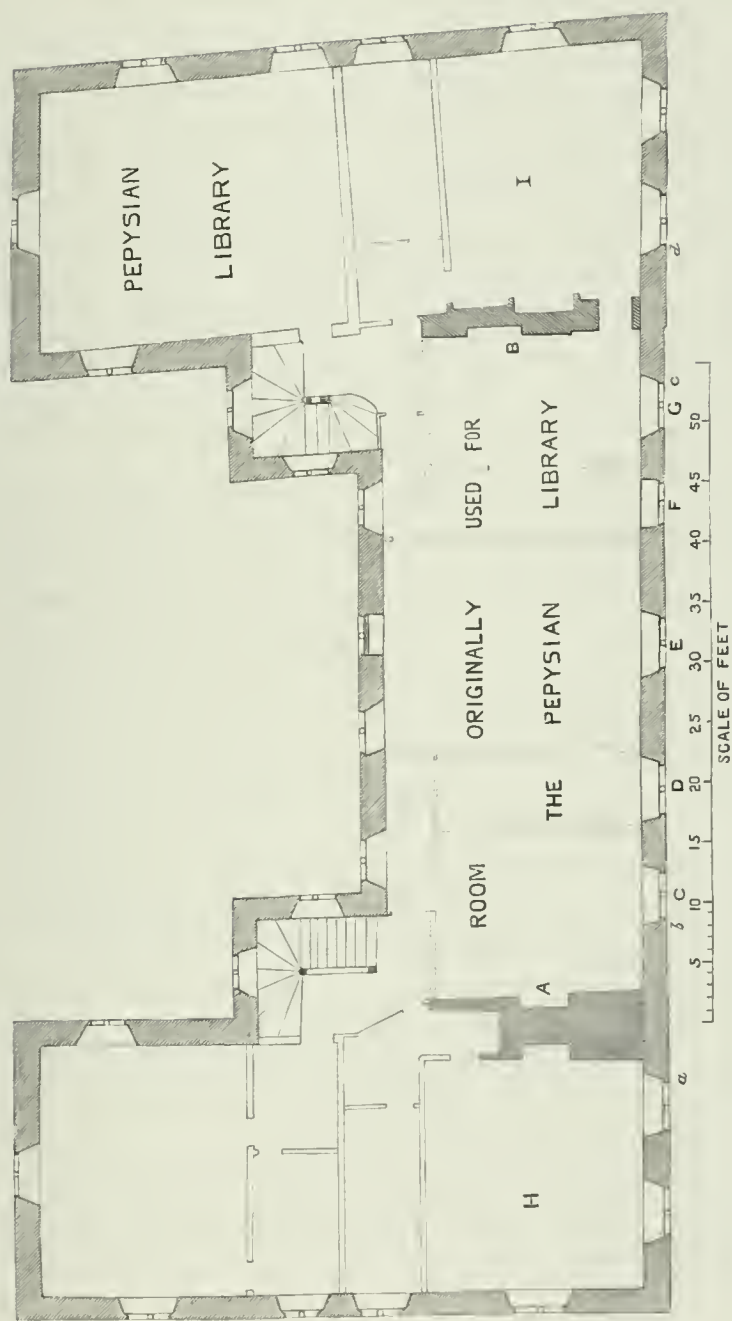 PEPYSIAN
LIBRARY
I
B
H
A
ROOM ORIGINALLY USED FOR
THE PEPYSIAN LIBRARY
a b C D E F G c d
5 10 15 20 25 30 35 40 45 50
SCALE OF FEET